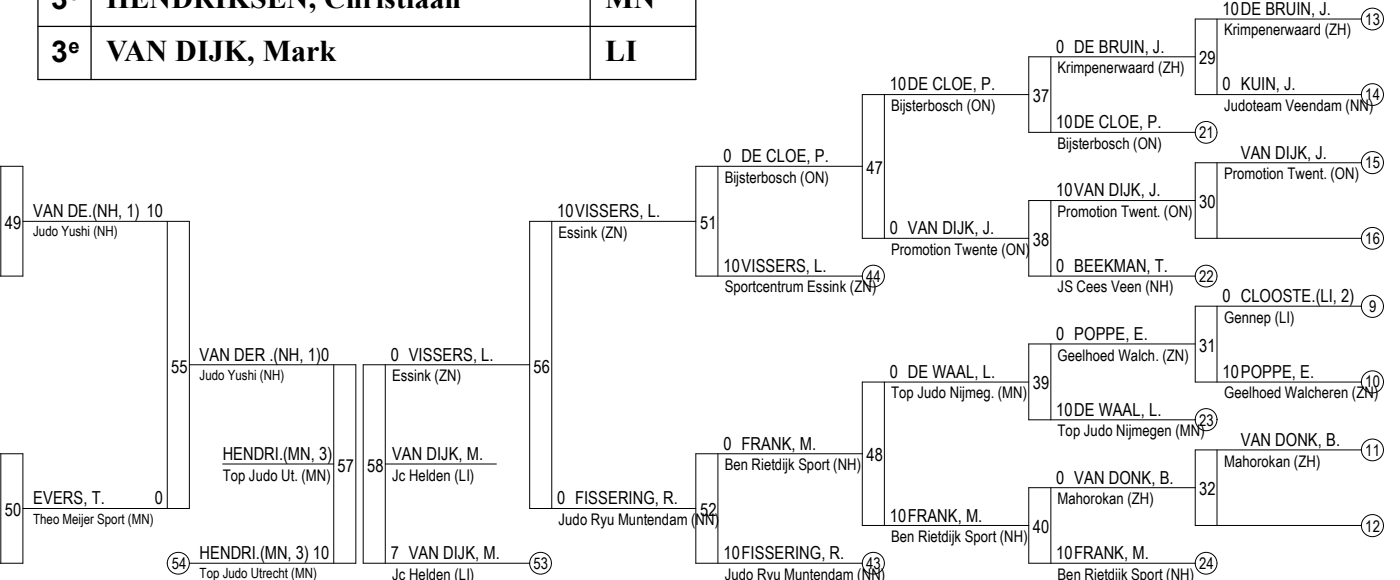 3e HENDRIKSEN, Christiaan MN
3e VAN DIJK, Mark LI
49
VAN DE.(NH, 1) 10
Judo Yushi (NH)
50
EVERS, T. 0
Theo Meijer Sport (MN)
55
VAN DER .(NH, 1)0
Judo Yushi (NH)
HENDRI.(MN, 3)
Top Judo Ut. (MN)
57
54
HENDRI.(MN, 3) 10
Top Judo Utrecht (MN)
58
0 VISSERS, L.
Essink (ZN)
VAN DIJK, M.
Jc Helden (LI)
7 VAN DIJK, M.
Jc Helden (LI)
53
56
10 VISSERS, L.
Essink (ZN)
0 FISSERING, R.
Judo Ryu Muntendam (NN)
51
0 DE CLOE, P.
Bijsterbosch (ON)
10 VISSERS, L.
Sportcentrum Essink (ZN)
44
52
0 FRANK, M.
Ben Rietdijk Sport (NH)
10 FISSERING, R.
Judo Ryu Muntendam (NN)
43
47
10 DE CLOE, P.
Bijsterbosch (ON)
0 VAN DIJK, J.
Promotion Twente (ON)
48
0 DE WAAL, L.
Top Judo Nijmeg. (MN)
10 FRANK, M.
Ben Rietdijk Sport (NH)
37
0 DE BRUIN, J.
Krimpenerwaard (ZH)
10 DE CLOE, P.
Bijsterbosch (ON)
21
38
10 VAN DIJK, J.
Promotion Twent. (ON)
0 BEEKMAN, T.
JS Cees Veen (NH)
22
39
0 POPPE, E.
Geelhoed Walch. (ZN)
10 DE WAAL, L.
Top Judo Nijmegen (MN)
23
40
0 VAN DONK, B.
Mahorokan (ZH)
10 FRANK, M.
Ben Rietdijk Sport (NH)
24
29
10 DE BRUIN, J.
Krimpenerwaard (ZH)
13
0 KUIN, J.
Judoteam Veendam (NN)
14
30
VAN DIJK, J.
Promotion Twent. (ON)
15
16
31
0 CLOOSTE.(LI, 2)
Gennep (LI)
9
10 POPPE, E.
Geelhoed Walcheren (ZN)
10
32
VAN DONK, B.
Mahorokan (ZH)
11
12